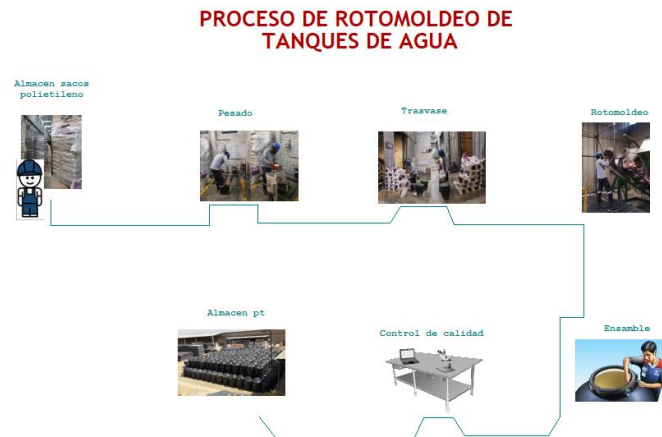 PROCESO DE ROTOMOLDEO DE
TANQUES DE AGUA
Almacen sacos
polietileno
Pesado
Trasvase
Rotomoldeo
Almacen pt
Control de calidad
Ensamble